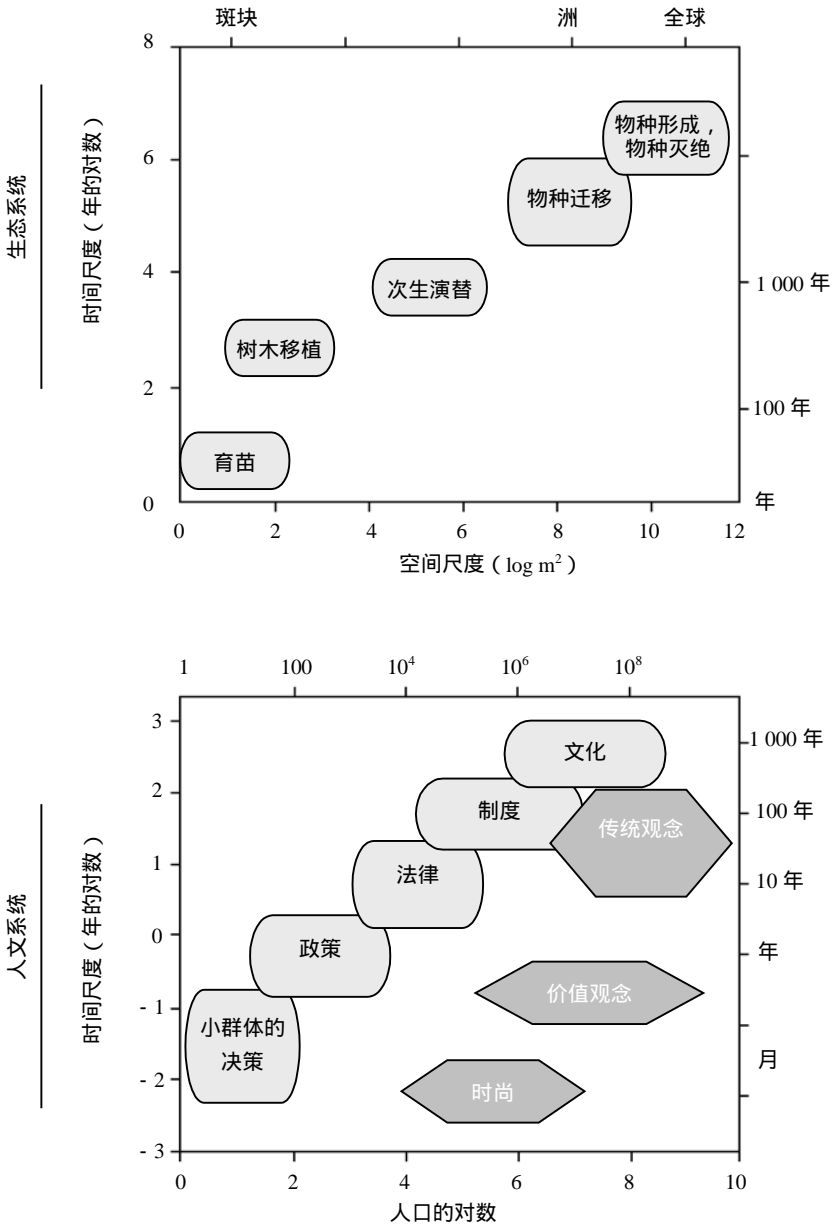 斑块 洲 全球
生态系统
时间尺度（年的对数）
8
6
4
2
0
物种形成，
物种灭绝
物种迁移
次生演替
树木移植
育苗
1 000 年
100 年
年
0 2 4 6 8 10 12
空间尺度（log m²）
1 100 10⁴ 10⁶ 10⁸
人文系统
时间尺度（年的对数）
3
2
1
0
- 1
- 2
- 3
文化
制度
传统观念
法律
政策
价值观念
小群体的
决策
时尚
1 000 年
100 年
10 年
年
月
0 2 4 6 8 10
人口的对数